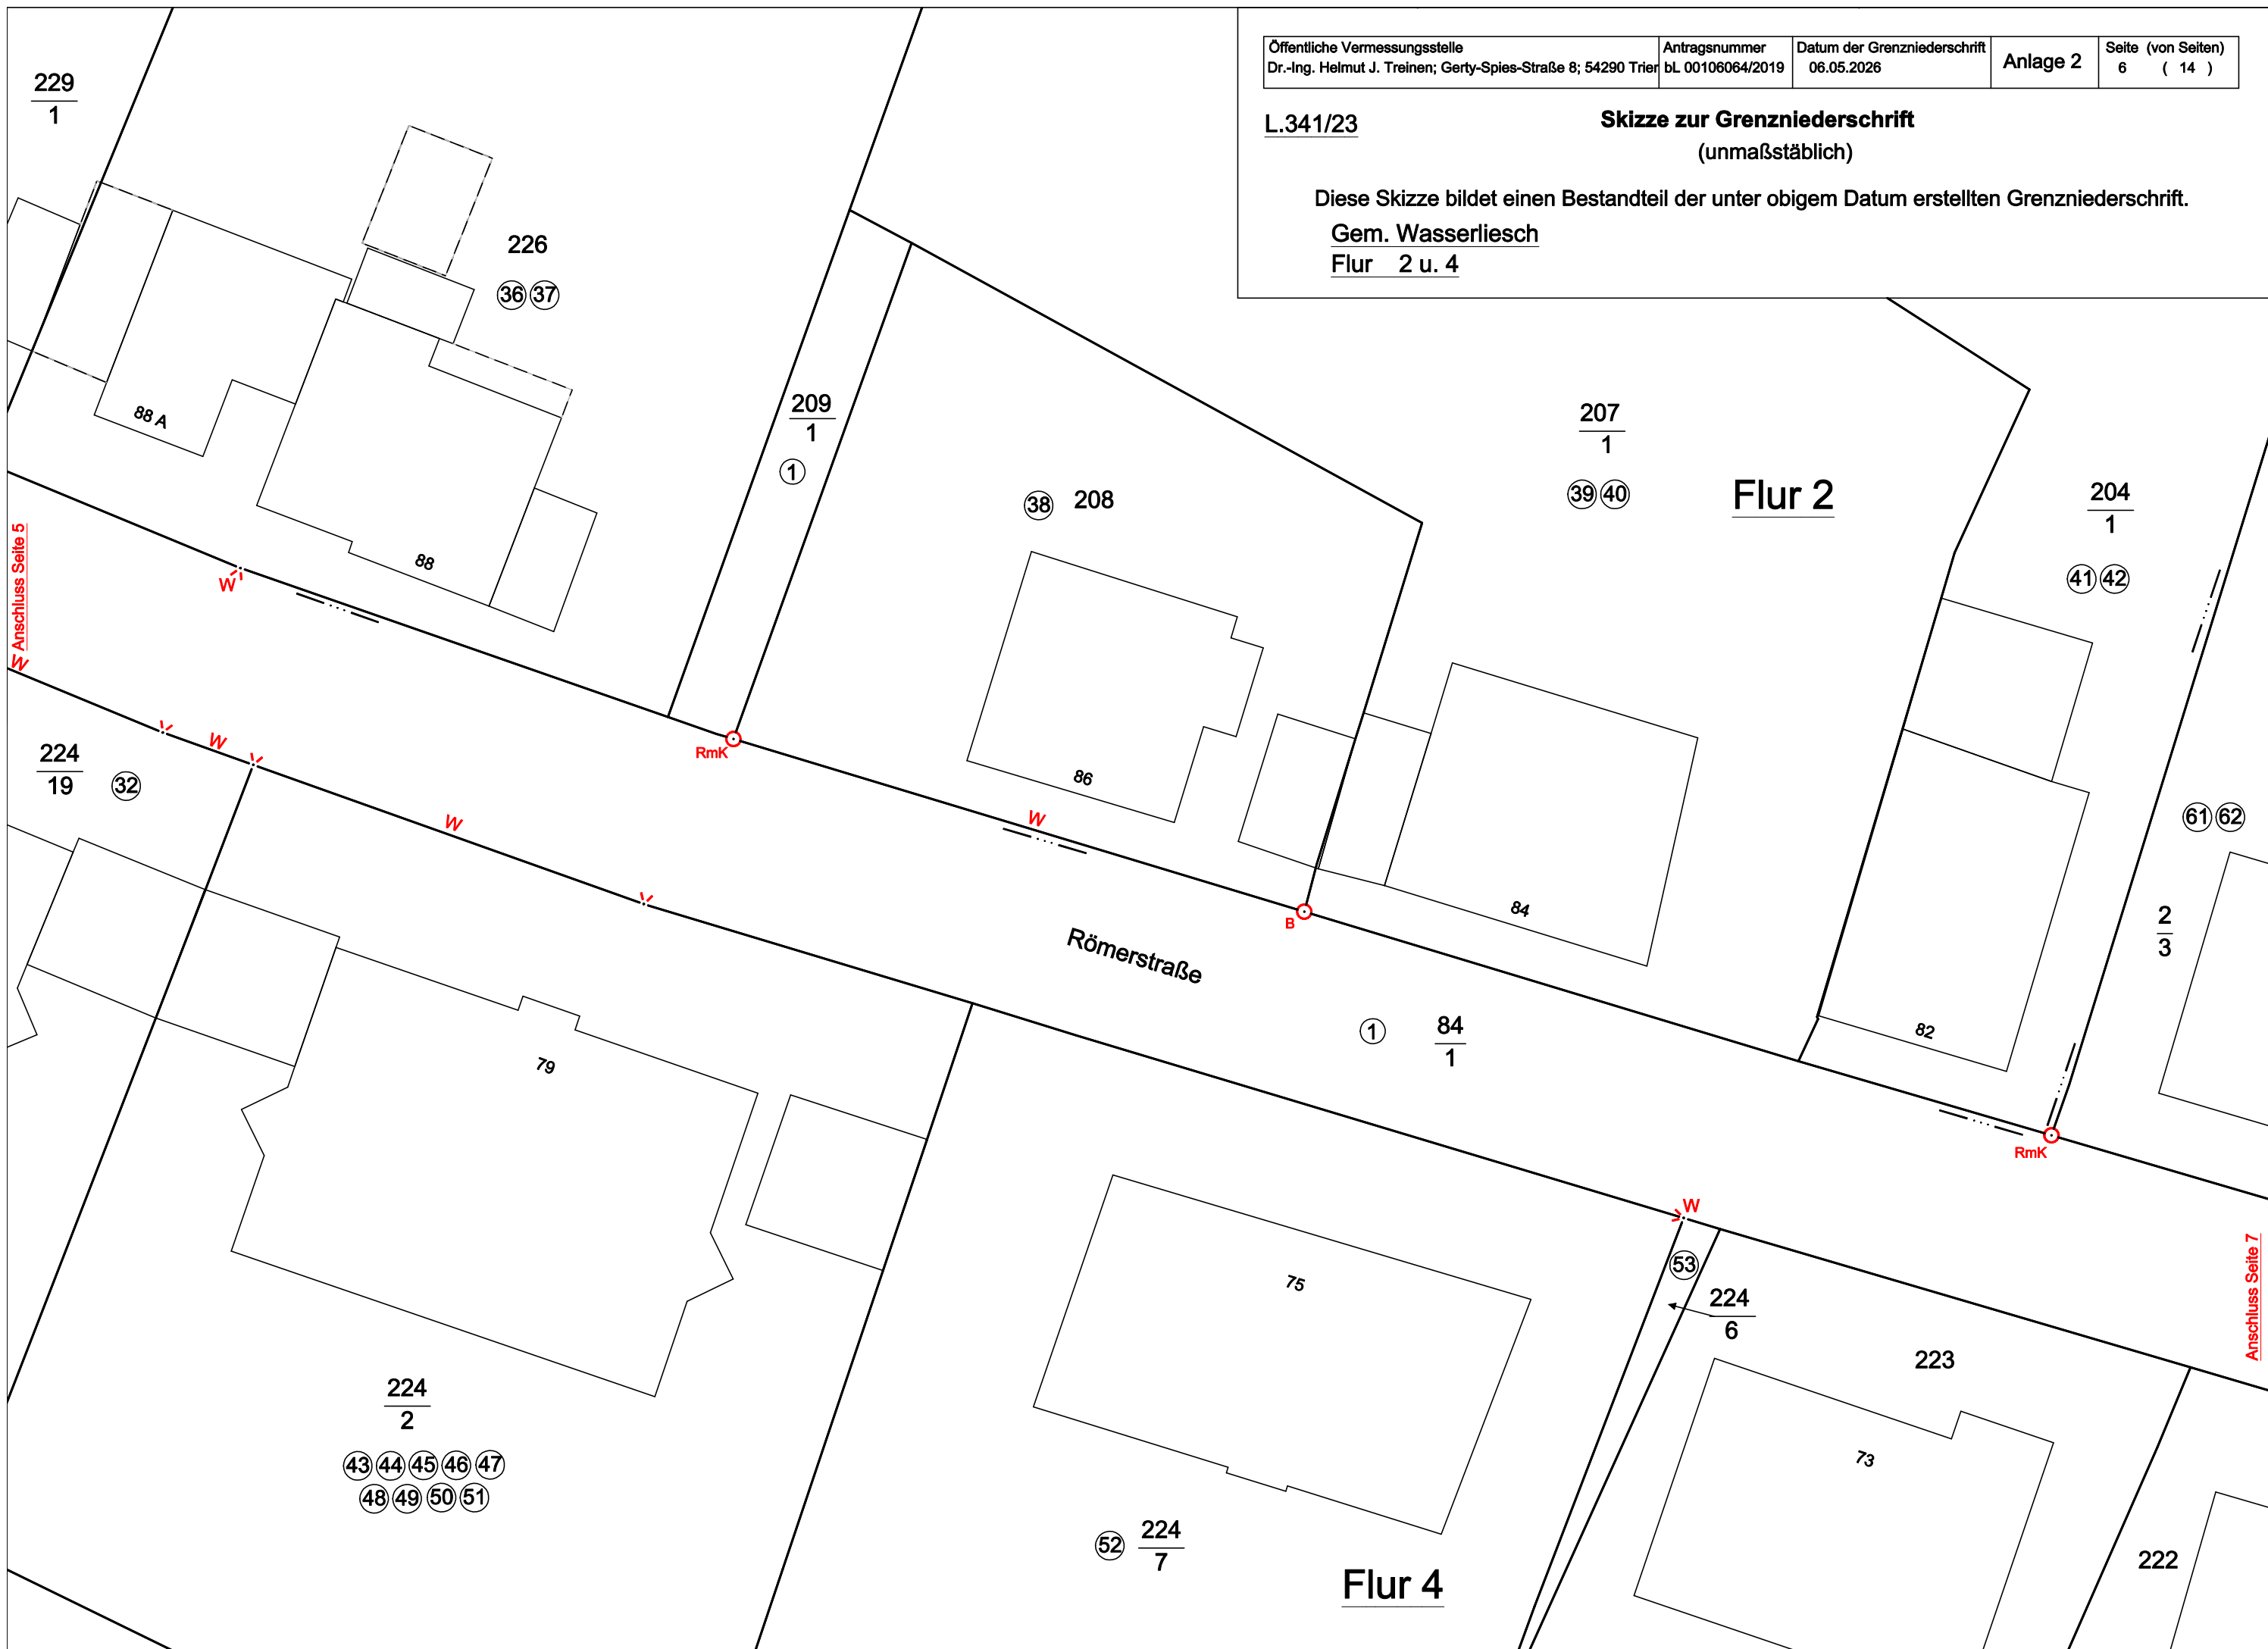 Öffentliche Vermessungsstelle
Dr.-Ing. Helmut J. Treinen; Gerty-Spies-Straße 8; 54290 Trier
Antragsnummer
bL 00106064/2019
Datum der Grenzniederschrift
06.05.2026
Anlage 2
Seite (von Seiten)
6 ( 14 )
L.341/23
Skizze zur Grenzniederschrift
(unmaßstäblich)
Diese Skizze bildet einen Bestandteil der unter obigem Datum erstellten Grenzniederschrift.
Gem. Wasserliesch
Flur 2 u. 4
229
1
226
36 37
88 A
88
209
1
1
38 208
207
1
39 40
Flur 2
204
1
41 42
Anschluss Seite 5
W
W
W
W
W
RmK
86
84
B
82
61 62
2
3
RmK
224
19
32
Römerstraße
1
84
1
79
75
W
53
224
6
223
Anschluss Seite 7
73
224
2
43 44 45 46 47
48 49 50 51
52
224
7
Flur 4
222